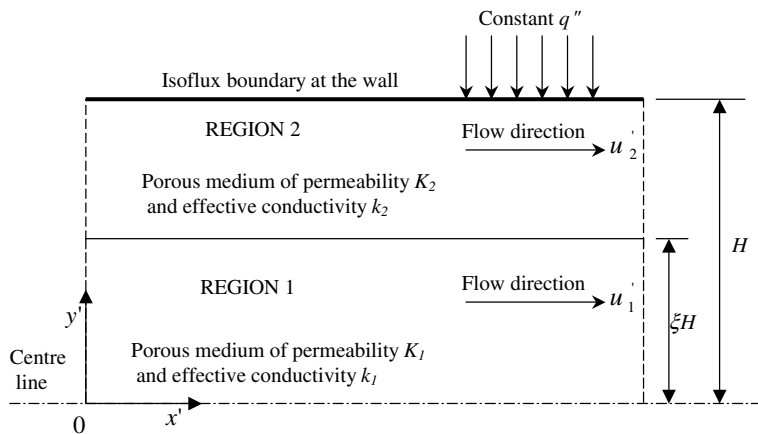 Constant q″
Isoflux boundary at the wall
REGION 2
Flow direction
u'2
Porous medium of permeability K2
and effective conductivity k2
H
REGION 1
Flow direction
u'1
ξH
y'
Porous medium of permeability K1
and effective conductivity k1
Centre
line
0
x'